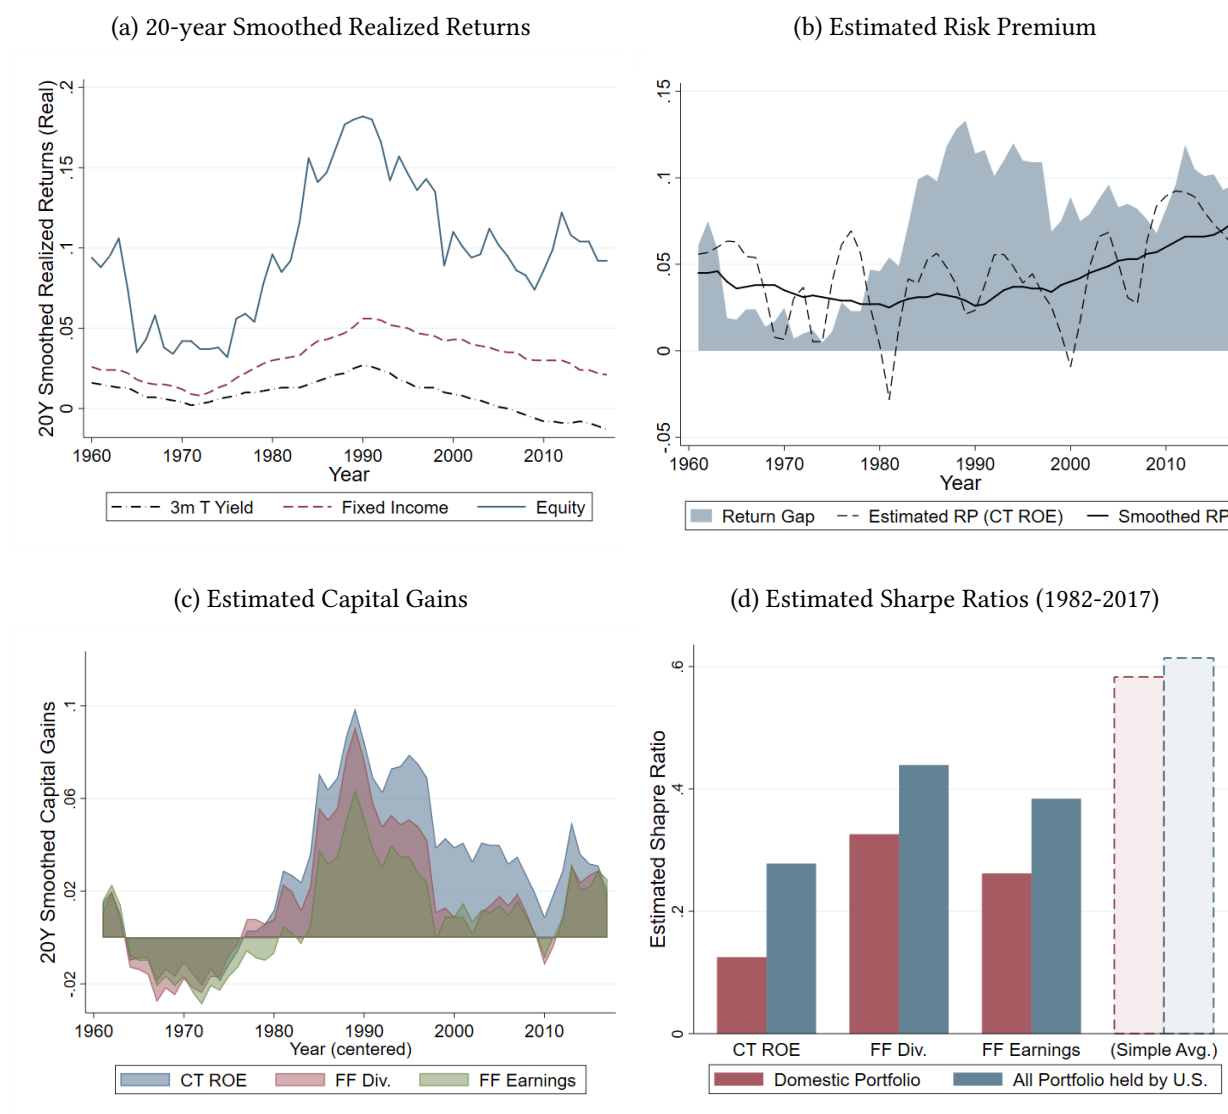 (a) 20-year Smoothed Realized Returns
20Y Smoothed Realized Returns (Real)
.2
.15
.1
.05
0
1960 1970 1980 1990 2000 2010
Year
3m T Yield Fixed Income Equity
(b) Estimated Risk Premium
.15
.1
.05
0
-.05
1960 1970 1980 1990 2000 2010
Year
Return Gap Estimated RP (CT ROE) Smoothed RP
(c) Estimated Capital Gains
20Y Smoothed Capital Gains
.1
.06
.02
-.02
1960 1970 1980 1990 2000 2010
Year (centered)
CT ROE FF Div. FF Earnings
(d) Estimated Sharpe Ratios (1982-2017)
Estimated Shapre Ratio
.6
.4
.2
0
CT ROE FF Div. FF Earnings (Simple Avg.)
Domestic Portfolio All Portfolio held by U.S.